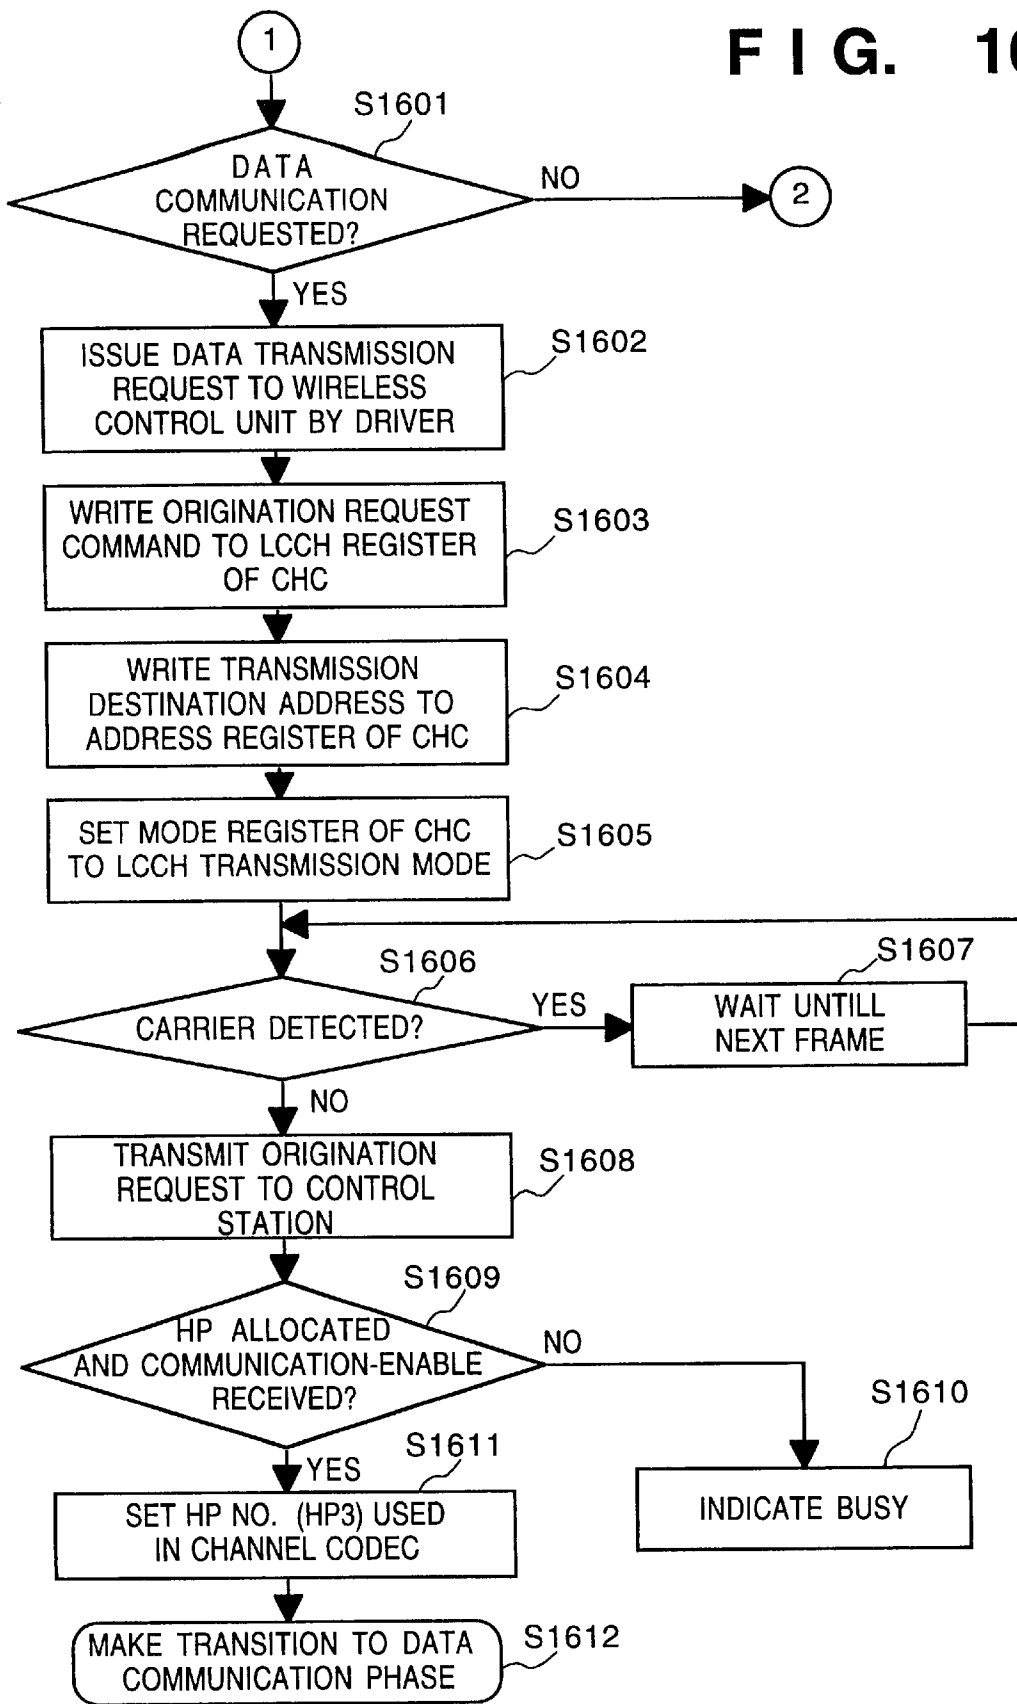 1
F I G. 1
S1601
DATA
COMMUNICATION
REQUESTED?
NO
2
YES
ISSUE DATA TRANSMISSION
REQUEST TO WIRELESS
CONTROL UNIT BY DRIVER
S1602
WRITE ORIGINATION REQUEST
COMMAND TO LCCH REGISTER
OF CHC
S1603
WRITE TRANSMISSION
DESTINATION ADDRESS TO
ADDRESS REGISTER OF CHC
S1604
SET MODE REGISTER OF CHC
TO LCCH TRANSMISSION MODE
S1605
S1606
CARRIER DETECTED?
YES
S1607
WAIT UNTILL
NEXT FRAME
NO
TRANSMIT ORIGINATION
REQUEST TO CONTROL
STATION
S1608
S1609
HP ALLOCATED
AND COMMUNICATION-ENABLE
RECEIVED?
NO
S1610
INDICATE BUSY
YES
S1611
SET HP NO. (HP3) USED
IN CHANNEL CODEC
MAKE TRANSITION TO DATA
COMMUNICATION PHASE
S1612